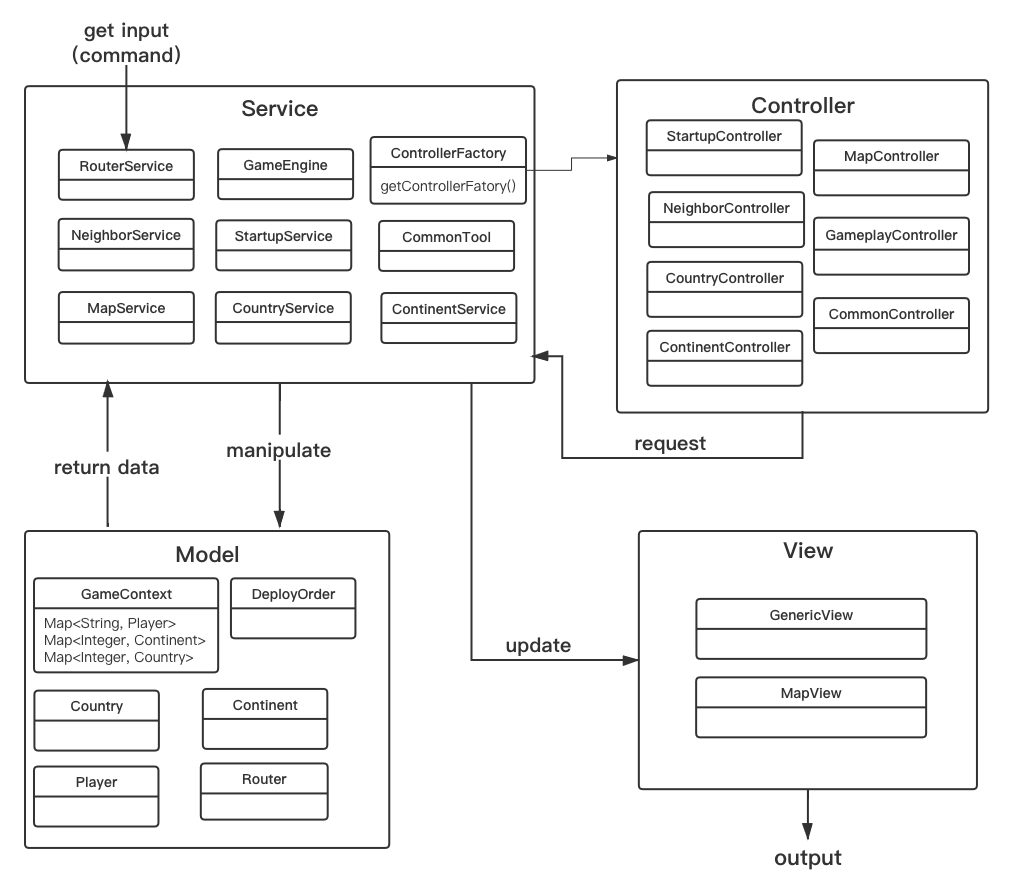 get input
(command)
Service
RouterService
GameEngine
ControllerFactory
getControllerFatory()
NeighborService
StartupService
CommonTool
MapService
CountryService
ContinentService
Controller
StartupController
MapController
NeighborController
GameplayController
CountryController
CommonController
ContinentController
request
return data
manipulate
update
Model
GameContext
Map<String, Player>
Map<Integer, Continent>
Map<Integer, Country>
DeployOrder
Country
Continent
Player
Router
View
GenericView
MapView
output